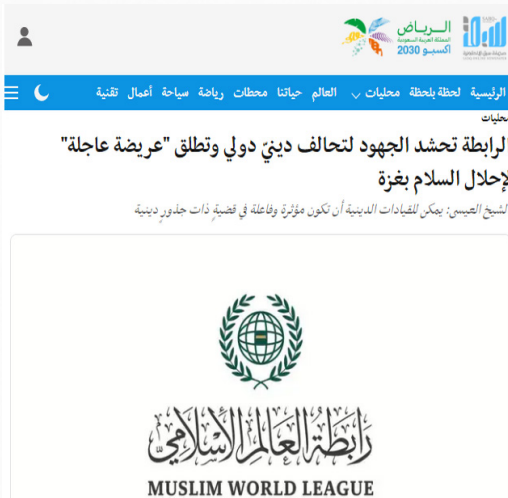 سبق
الرياض
المملكة العربية السعودية
اكسبو 2030
الرئيسية لحظة بلحظة محليات العالم حياتنا محطات رياضة سياحة أعمال تقنية
محليات
الرابطة تحشد الجهود لتحالف دينيّ دولي وتطلق "عريضة عاجلة"
لإحلال السلام بغزة
الشيخ العيسى: يمكن للقيادات الدينية أن تكون مؤثرة وفاعلة في قضيةٍ ذات جذورٍ دينية
رابطة العالم الإسلامي
MUSLIM WORLD LEAGUE